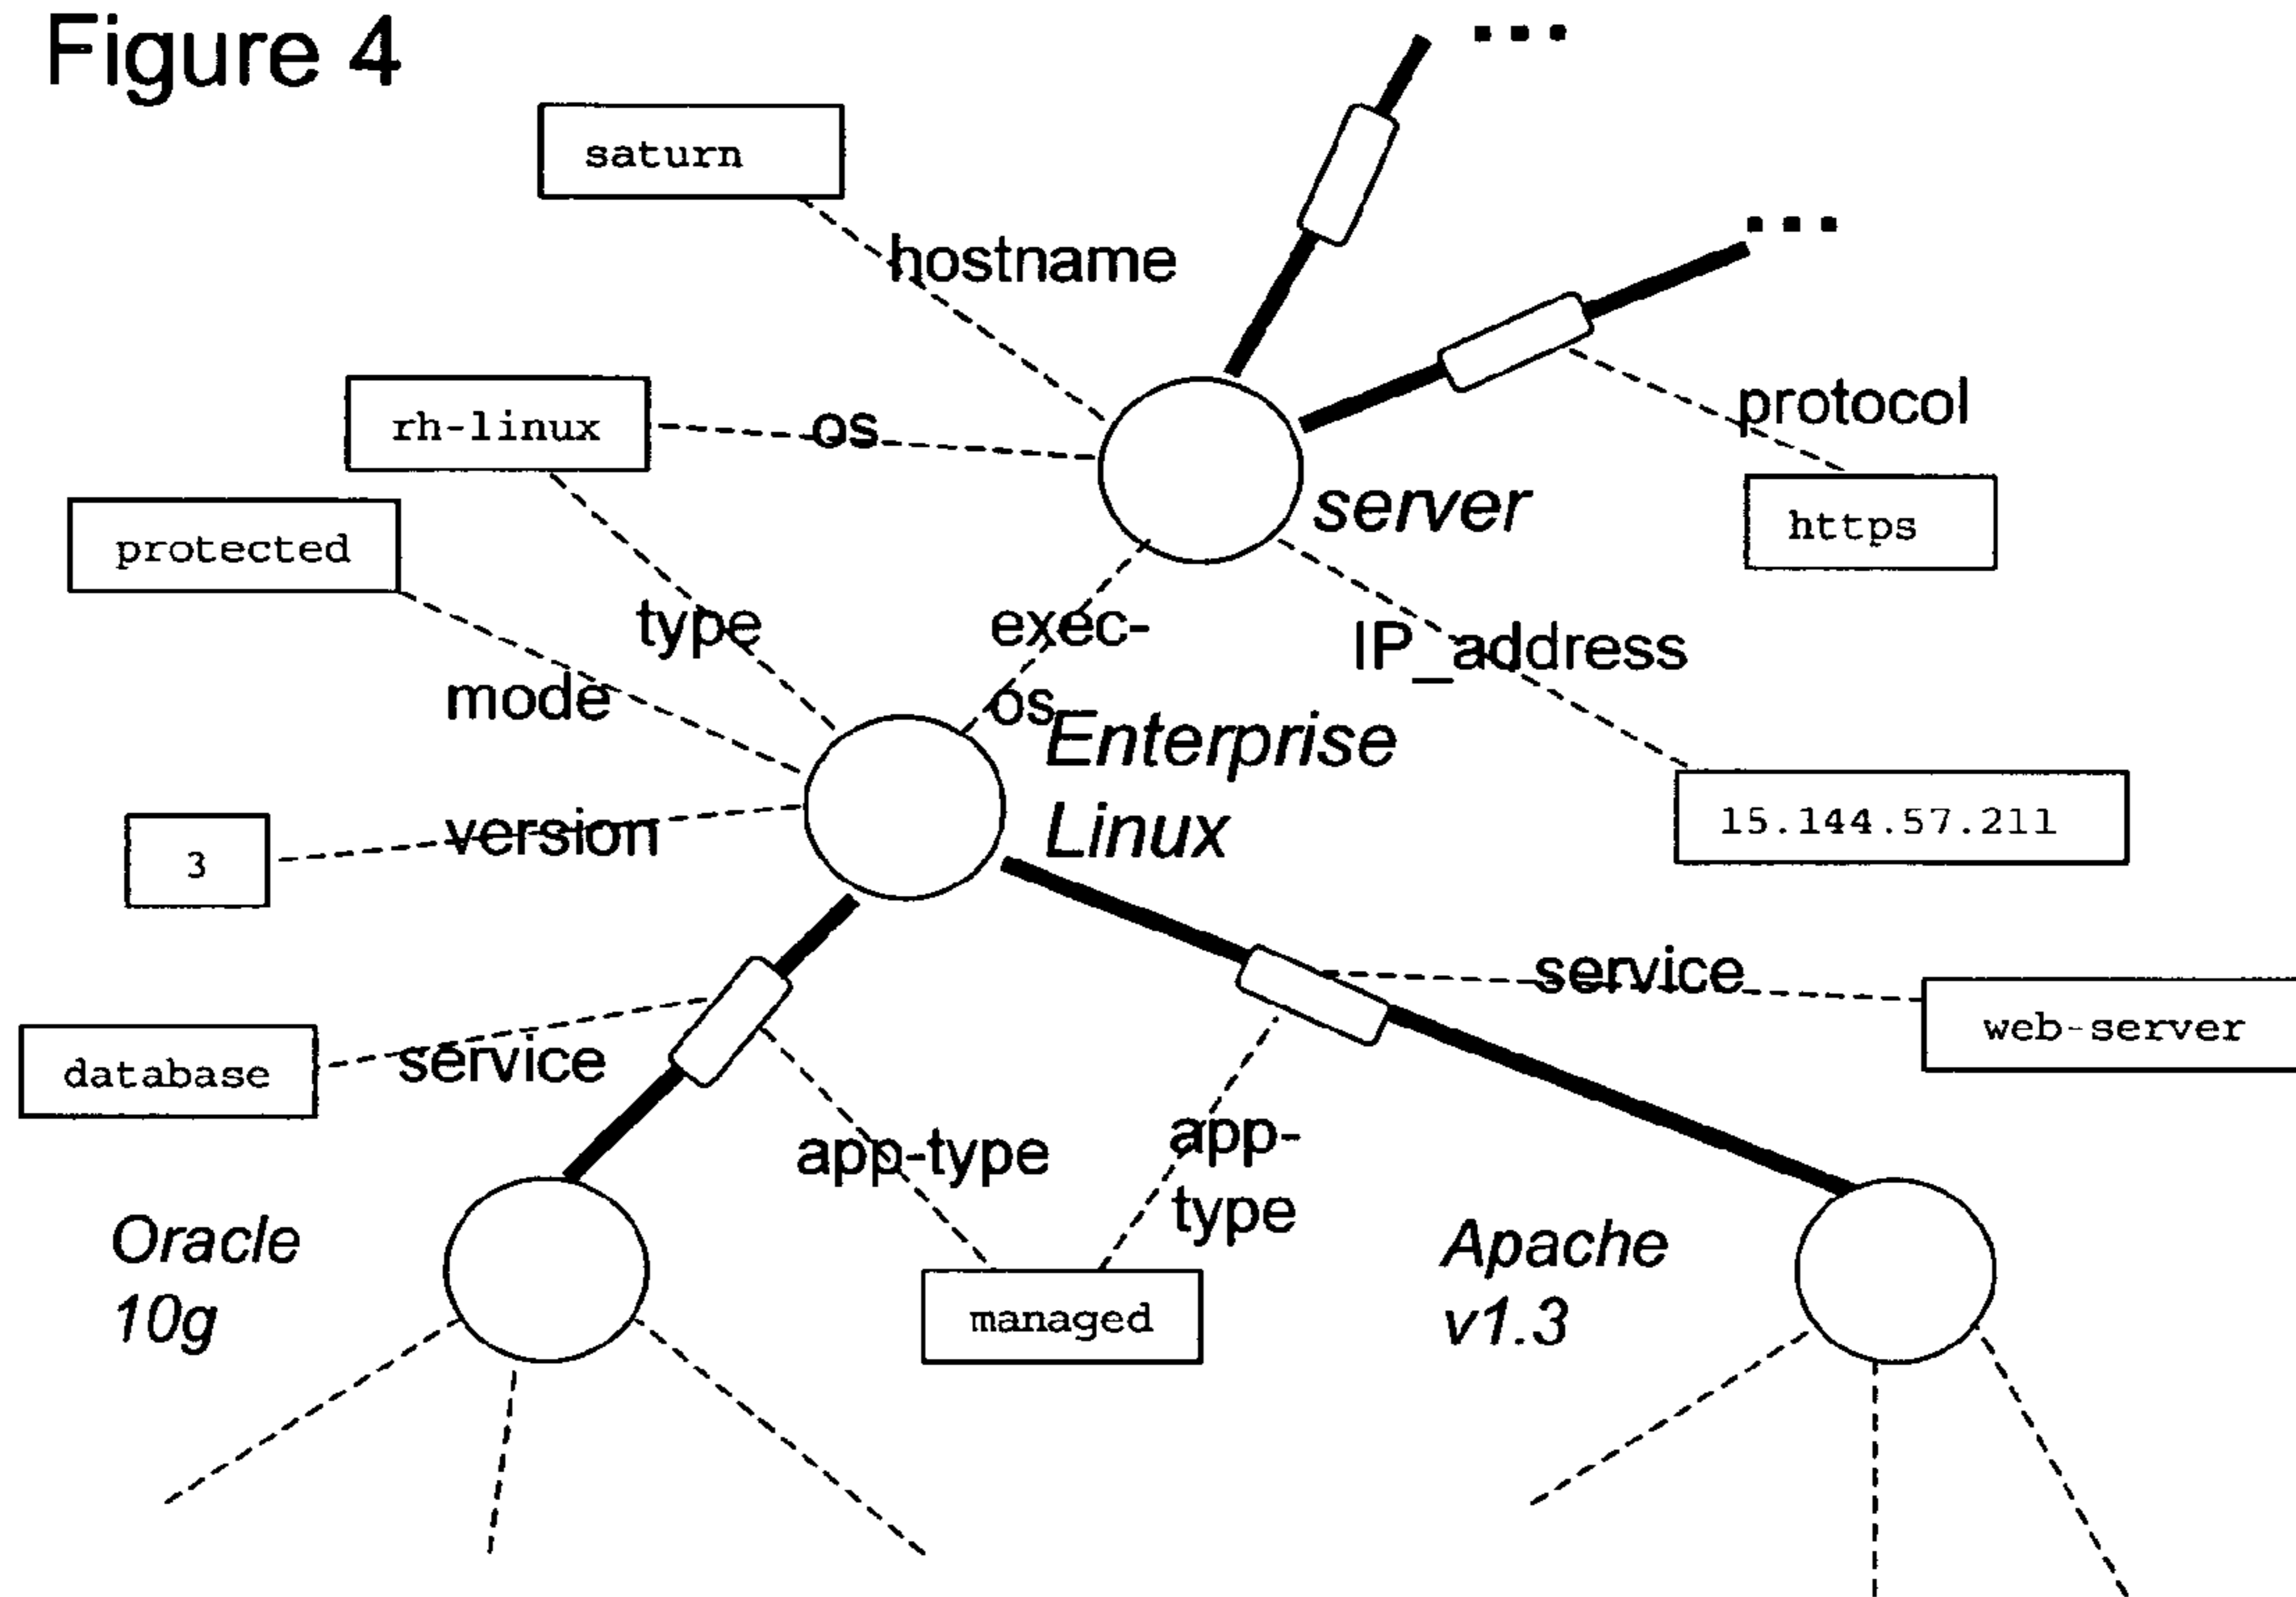 Figure 4
...
saturn
...
hostname
rh-linux
os
protocol
server
https
protected
type
exec-
os
IP_address
mode
Enterprise
Linux
15.144.57.211
3
version
service
web-server
database
service
app-type
app-
type
Oracle
10g
managed
Apache
v1.3